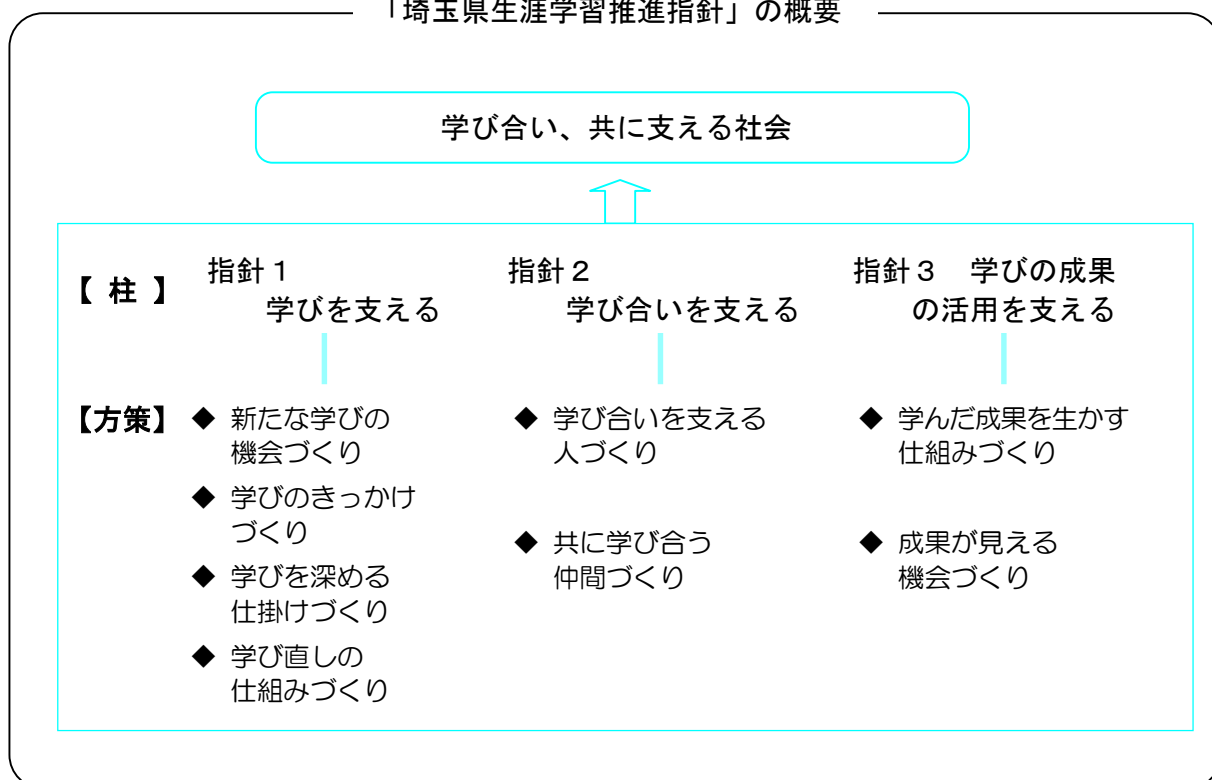 「埼玉県生涯学習推進指針」の概要
学び合い、共に支える社会
【 柱 】
指針１
学びを支える
指針２
学び合いを支える
指針３　学びの成果
の活用を支える
【方策】
◆ 新たな学びの
機会づくり
◆ 学びのきっかけ
づくり
◆ 学びを深める
仕掛けづくり
◆ 学び直しの
仕組みづくり
◆ 学び合いを支える
人づくり
◆ 共に学び合う
仲間づくり
◆ 学んだ成果を生かす
仕組みづくり
◆ 成果が見える
機会づくり